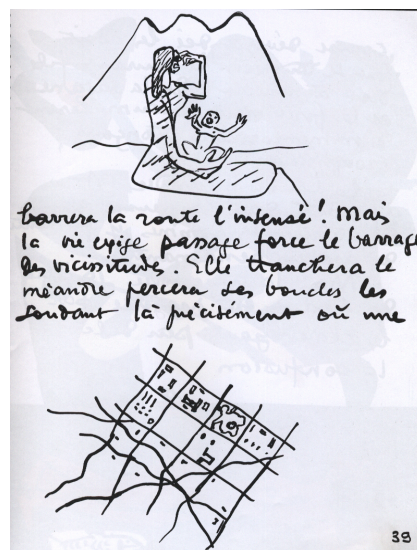 barrera la route l'insensé! Mais
la vie exige passage force le barrage
des vicissitudes. Elle tranchera le
méandre percera ses boucles les
soudant là précisément où une
39